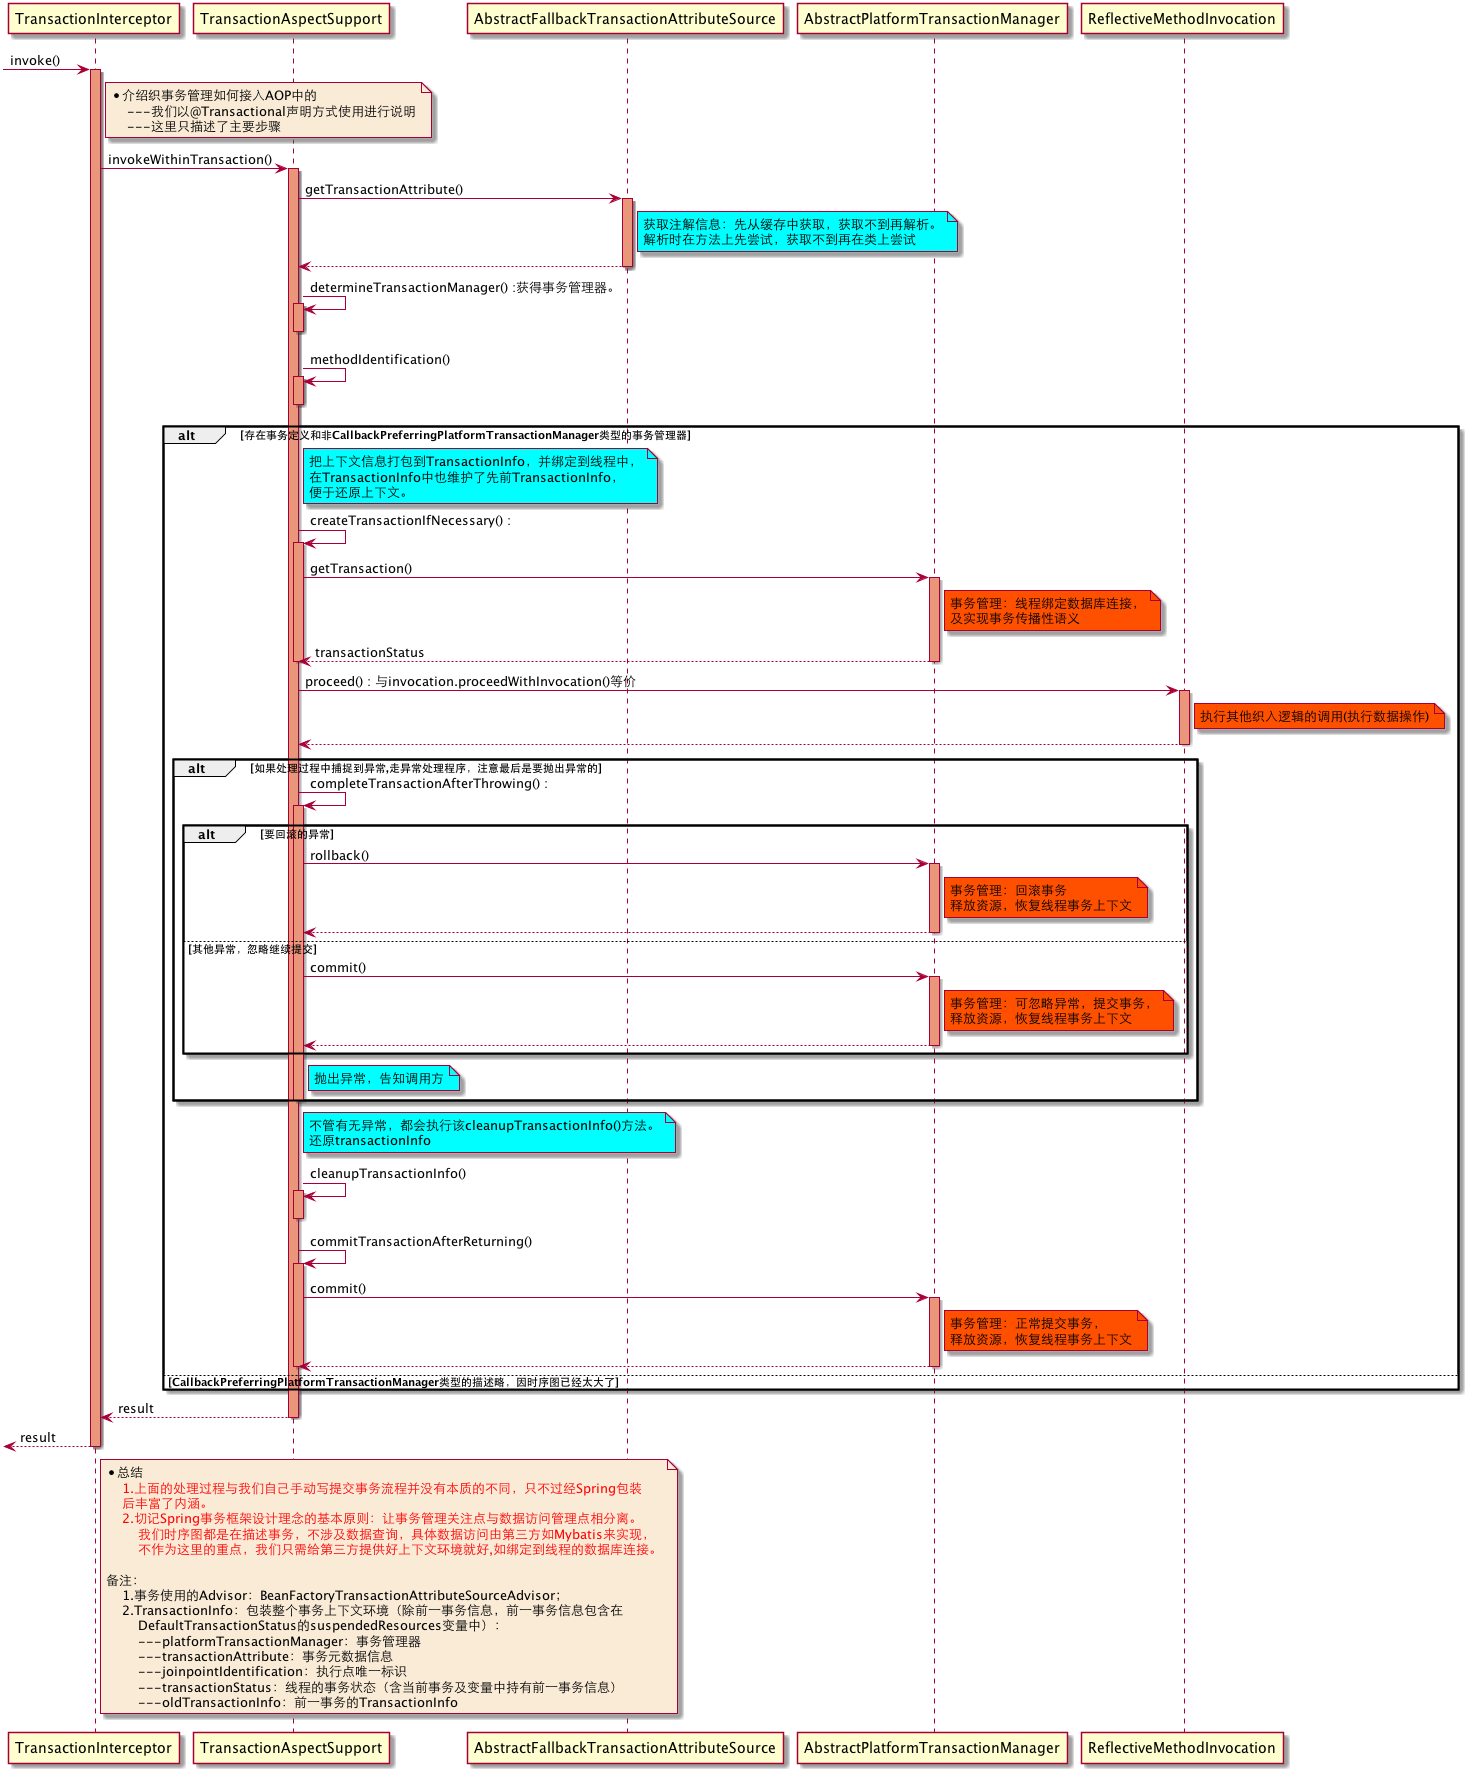 TransactionInterceptor
TransactionAspectSupport
AbstractFallbackTransactionAttributeSource
AbstractPlatformTransactionManager
ReflectiveMethodInvocation
invoke()
•介绍织事务管理如何接入AOP中的
---我们以@Transactional声明方式使用进行说明
---这里只描述了主要步骤
invokeWithinTransaction()
getTransactionAttribute()
获取注解信息：先从缓存中获取，获取不到再解析。
解析时在方法上先尝试，获取不到再在类上尝试
determineTransactionManager() :获得事务管理器。
methodIdentification()
alt [存在事务定义和非CallbackPreferringPlatformTransactionManager类型的事务管理器]
把上下文信息打包到TransactionInfo，并绑定到线程中，
在TransactionInfo中也维护了先前TransactionInfo，
便于还原上下文。
createTransactionIfNecessary() :
getTransaction()
事务管理：线程绑定数据库连接，
及实现事务传播性语义
transactionStatus
proceed() : 与invocation.proceedWithInvocation()等价
执行其他织入逻辑的调用(执行数据操作)
alt [如果处理过程中捕捉到异常,走异常处理程序，注意最后是要抛出异常的]
completeTransactionAfterThrowing() :
alt [要回滚的异常]
rollback()
事务管理：回滚事务
释放资源，恢复线程事务上下文
[其他异常，忽略继续提交]
commit()
事务管理：可忽略异常，提交事务，
释放资源，恢复线程事务上下文
抛出异常，告知调用方
不管有无异常，都会执行该cleanupTransactionInfo()方法。
还原transactionInfo
cleanupTransactionInfo()
commitTransactionAfterReturning()
commit()
事务管理：正常提交事务，
释放资源，恢复线程事务上下文
[CallbackPreferringPlatformTransactionManager类型的描述略，因时序图已经太大了]
result
result
•总结
1.上面的处理过程与我们自己手动写提交事务流程并没有本质的不同，只不过经Spring包装
后丰富了内涵。
2.切记Spring事务框架设计理念的基本原则：让事务管理关注点与数据访问管理点相分离。
我们时序图都是在描述事务，不涉及数据查询，具体数据访问由第三方如Mybatis来实现，
不作为这里的重点，我们只需给第三方提供好上下文环境就好,如绑定到线程的数据库连接。
备注：
1.事务使用的Advisor：BeanFactoryTransactionAttributeSourceAdvisor；
2.TransactionInfo：包装整个事务上下文环境（除前一事务信息，前一事务信息包含在
DefaultTransactionStatus的suspendedResources变量中）：
---platformTransactionManager：事务管理器
---transactionAttribute：事务元数据信息
---joinpointIdentification：执行点唯一标识
---transactionStatus：线程的事务状态（含当前事务及变量中持有前一事务信息）
---oldTransactionInfo：前一事务的TransactionInfo
TransactionInterceptor
TransactionAspectSupport
AbstractFallbackTransactionAttributeSource
AbstractPlatformTransactionManager
ReflectiveMethodInvocation